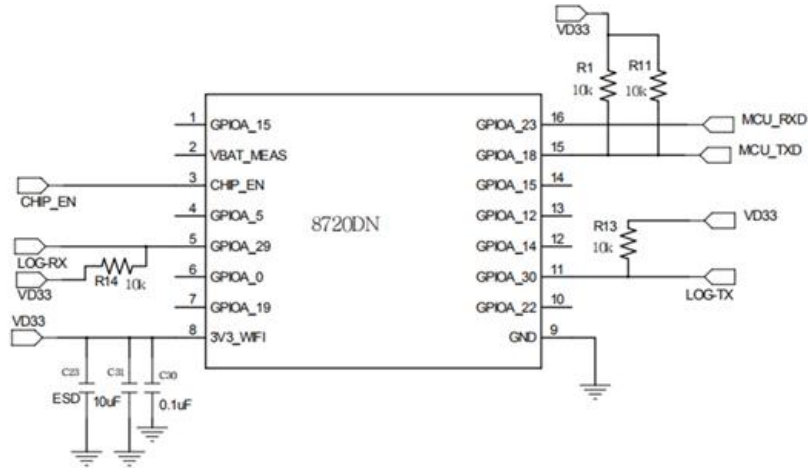 VD33
R1
10k
R11
10k
1 GPIOA_15
2 VBAT_MEAS
3 CHIP_EN
4 GPIOA_5
5 GPIOA_29
6 GPIOA_0
7 GPIOA_19
8 3V3_WIFI
8720DN
GPIOA_23 16
GPIOA_18 15
GPIOA_15 14
GPIOA_12 13
GPIOA_14 12
GPIOA_30 11
GPIOA_22 10
GND 9
MCU_RXD
MCU_TXD
CHIP_EN
LOG-RX
R14 10k
VD33
R13
10k
VD33
LOG-TX
VD33
C23
ESD
C31
10uF
C30
0.1uF